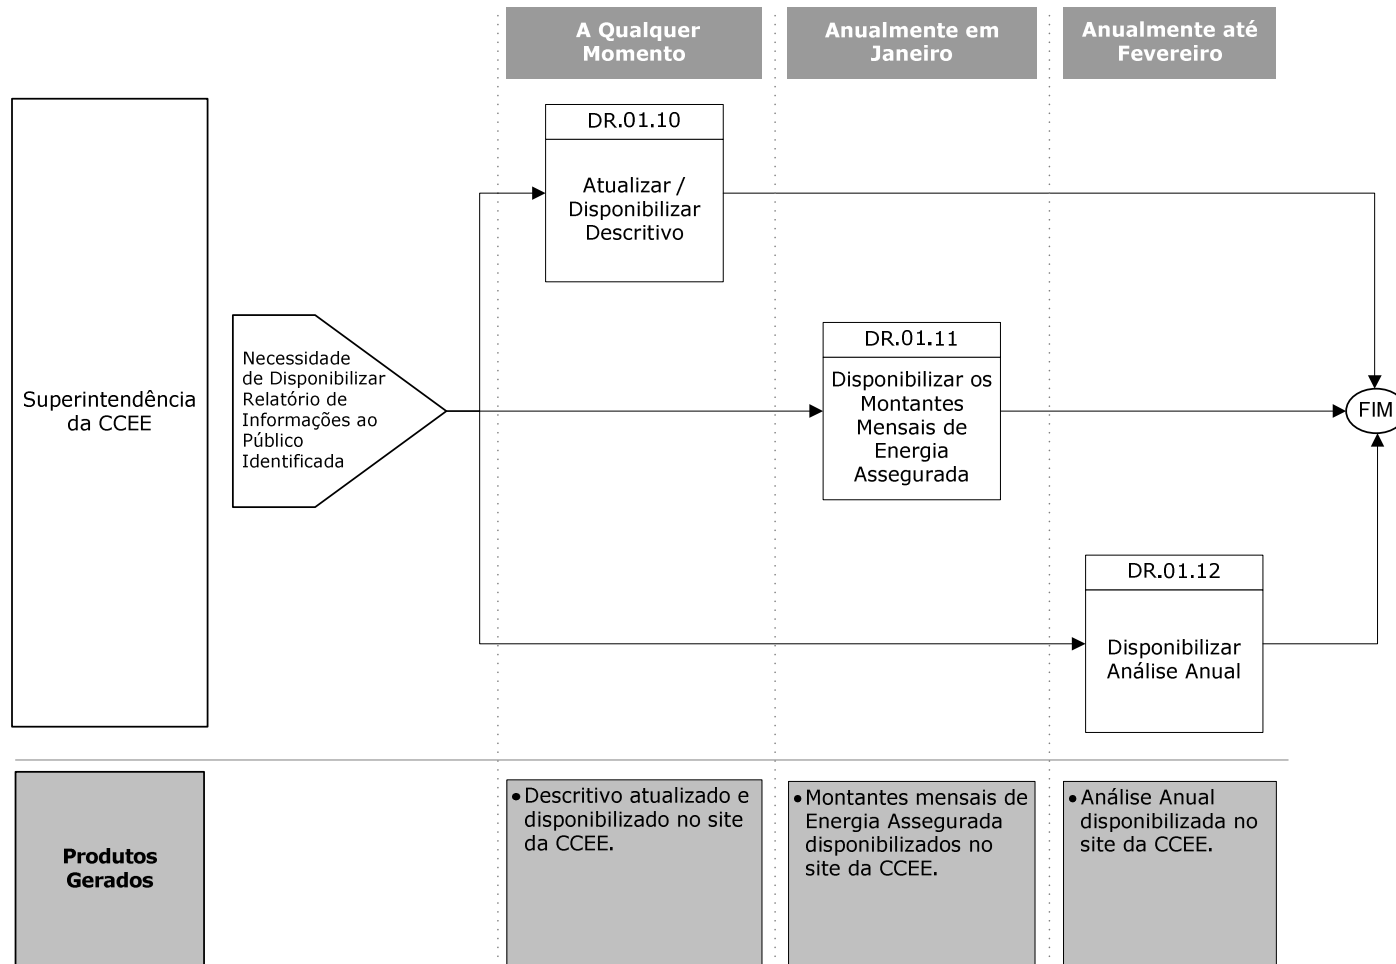 A Qualquer
Momento
Anualmente em
Janeiro
Anualmente até
Fevereiro
DR.01.10
Atualizar /
Disponibilizar
Descritivo
Superintendência
da CCEE
Necessidade
de Disponibilizar
Relatório de
Informações ao
Público
Identificada
DR.01.11
Disponibilizar os
Montantes
Mensais de
Energia
Assegurada
FIM
DR.01.12
Disponibilizar
Análise Anual
Produtos
Gerados
• Descritivo atualizado e
disponibilizado no site
da CCEE.
• Montantes mensais de
Energia Assegurada
disponibilizados no
site da CCEE.
• Análise Anual
disponibilizada no
site da CCEE.